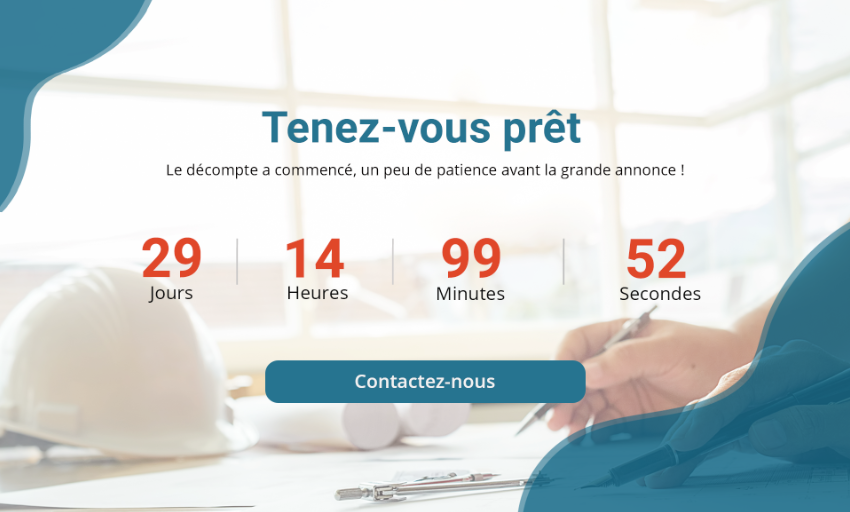 Tenez-vous prêt
Le décompte a commencé, un peu de patience avant la grande annonce !
29 14 99 52
Jours Heures Minutes Secondes
Contactez-nous